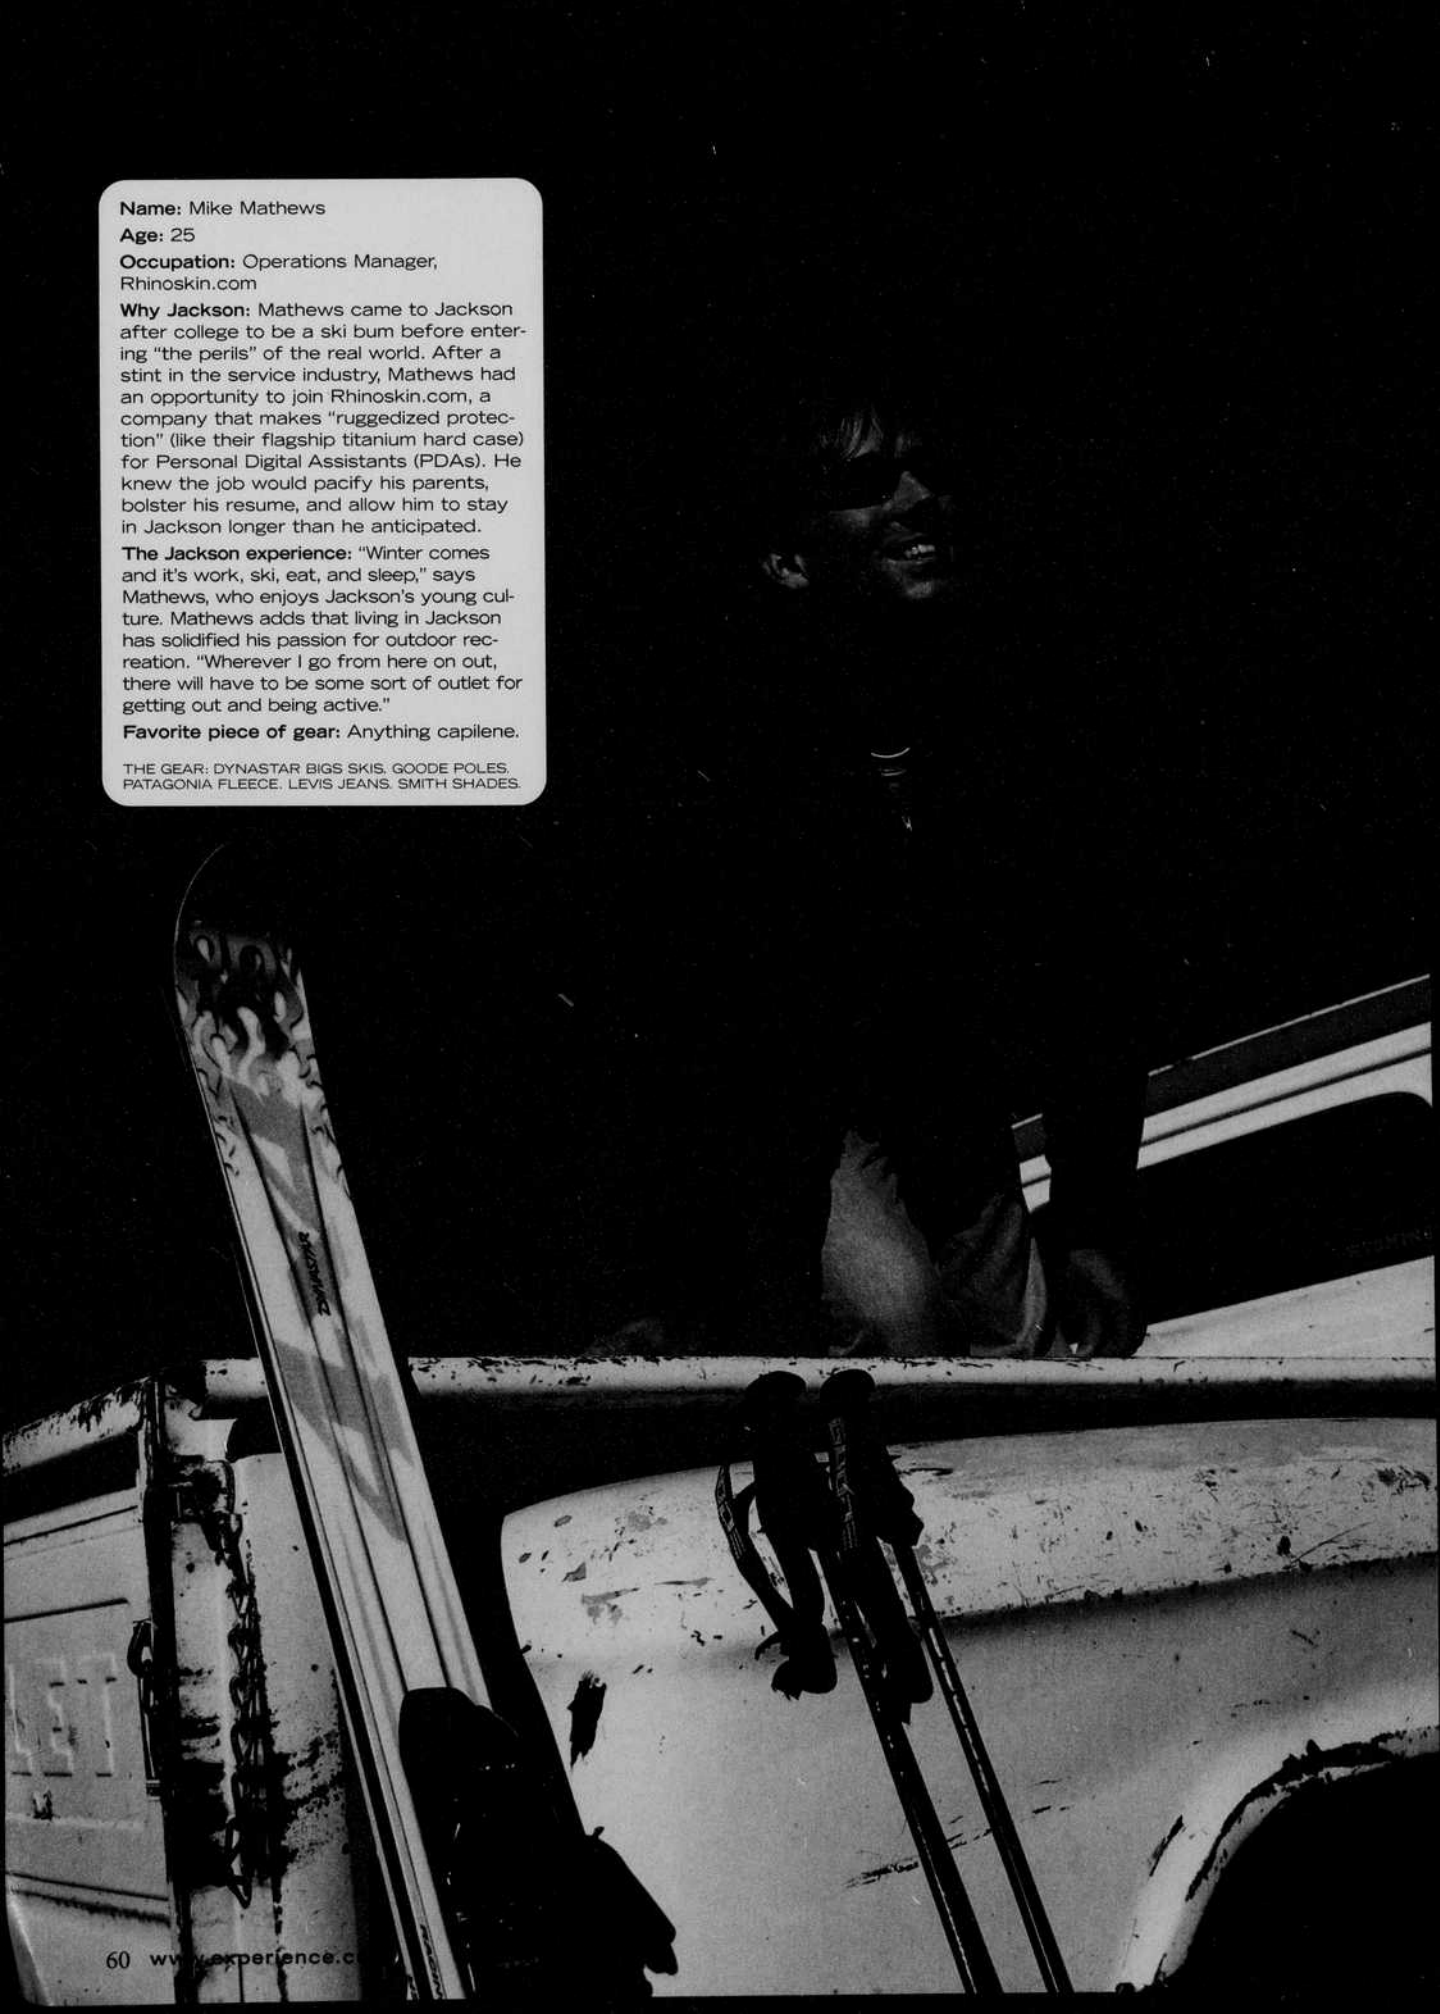 Name: Mike Mathews
Age: 25
Occupation: Operations Manager,
Rhinoskin.com
Why Jackson: Mathews came to Jackson
after college to be a ski bum before enter-
ing “the perils” of the real world. After a
stint in the service industry, Mathews had
an opportunity to join Rhinoskin.com, a
company that makes “ruggedized protec-
tion” (like their flagship titanium hard case)
for Personal Digital Assistants (PDAs). He
knew the job would pacify his parents,
bolster his resume, and allow him to stay
in Jackson longer than he anticipated.
The Jackson experience: “Winter comes
and it's work, ski, eat, and sleep,” says
Mathews, who enjoys Jackson's young cul-
ture. Mathews adds that living in Jackson
has solidified his passion for outdoor rec-
reation. “Wherever I go from here on out,
there will have to be some sort of outlet for
getting out and being active.”
Favorite piece of gear: Anything capilene.
THE GEAR: DYNASTAR BIGS SKIS. GOODE POLES.
PATAGONIA FLEECE. LEVIS JEANS. SMITH SHADES.
DYNASTAR
LET
60 www.experience.c